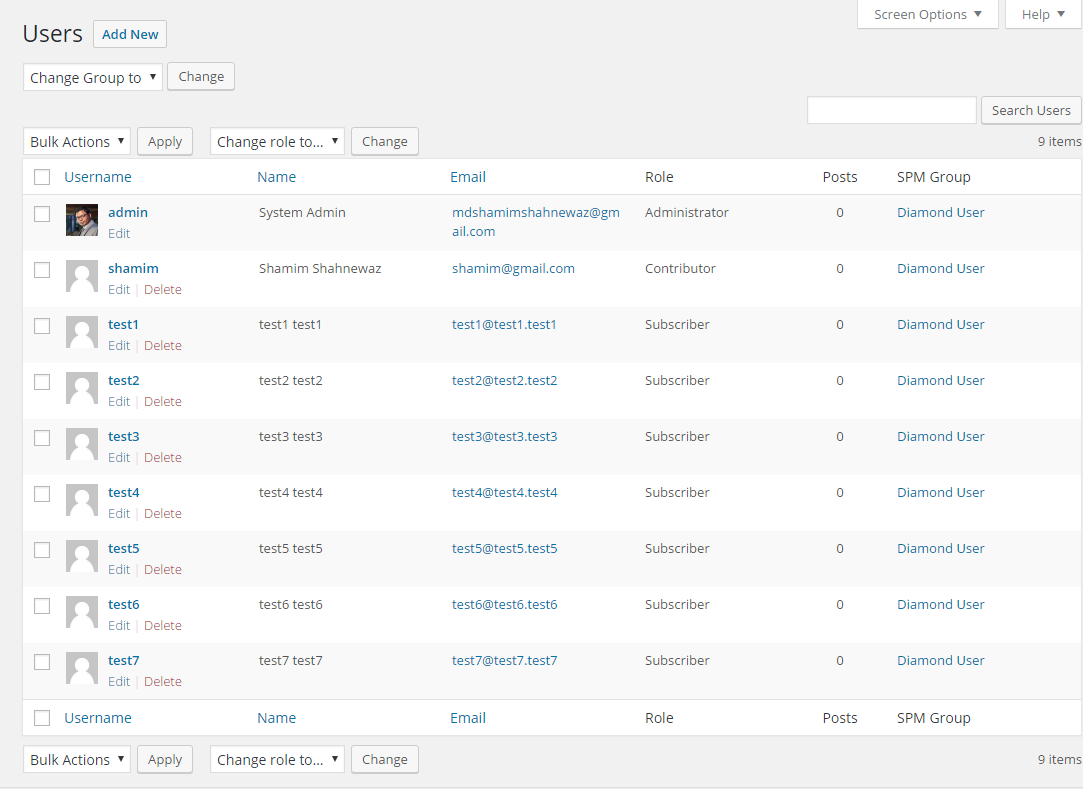 Screen Options ▼ Help ▼
Users Add New
Change Group to ▼ Change
Search Users
Bulk Actions ▼ Apply Change role to... ▼ Change 9 items
Username Name Email Role Posts SPM Group
admin System Admin mdshamimshahnewaz@gm Administrator 0 Diamond User
Edit ail.com
shamim Shamim Shahnewaz shamim@gmail.com Contributor 0 Diamond User
Edit | Delete
test1 test1 test1 test1@test1.test1 Subscriber 0 Diamond User
Edit | Delete
test2 test2 test2 test2@test2.test2 Subscriber 0 Diamond User
Edit | Delete
test3 test3 test3 test3@test3.test3 Subscriber 0 Diamond User
Edit | Delete
test4 test4 test4 test4@test4.test4 Subscriber 0 Diamond User
Edit | Delete
test5 test5 test5 test5@test5.test5 Subscriber 0 Diamond User
Edit | Delete
test6 test6 test6 test6@test6.test6 Subscriber 0 Diamond User
Edit | Delete
test7 test7 test7 test7@test7.test7 Subscriber 0 Diamond User
Edit | Delete
Username Name Email Role Posts SPM Group
Bulk Actions ▼ Apply Change role to... ▼ Change 9 items